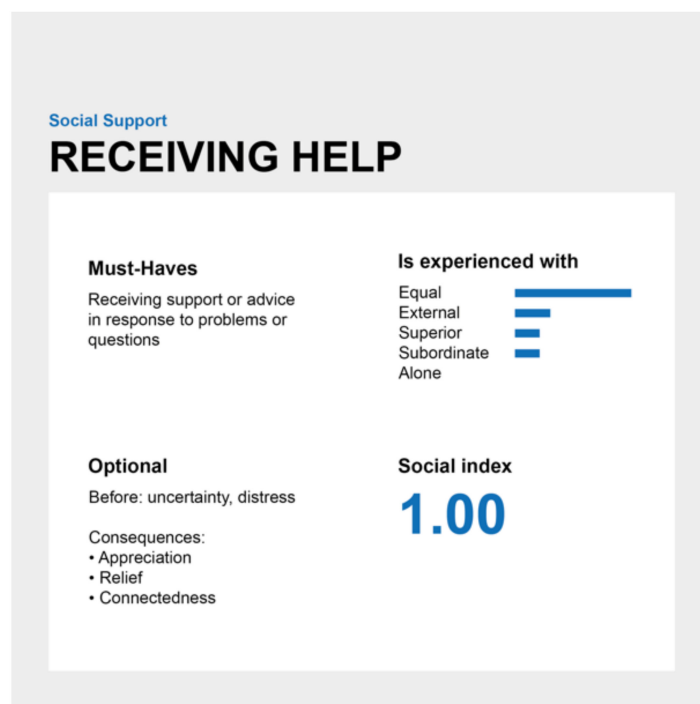 Social Support
RECEIVING HELP
Must-Haves
Receiving support or advice
in response to problems or
questions
Is experienced with
Equal
External
Superior
Subordinate
Alone
Optional
Before: uncertainty, distress
Consequences:
• Appreciation
• Relief
• Connectedness
Social index
1.00